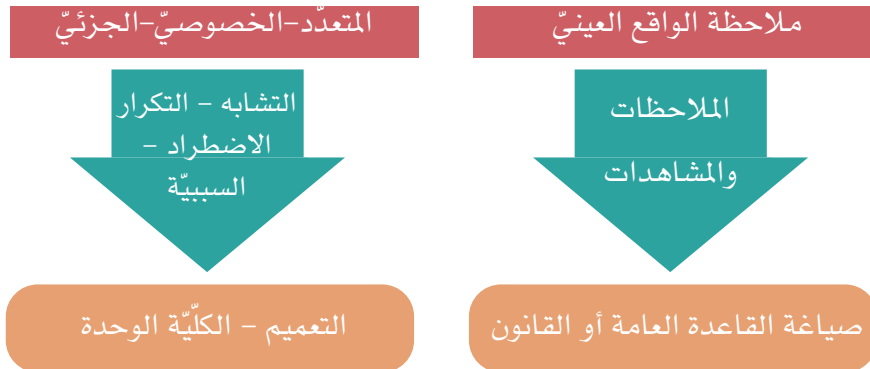 ملاحظة الواقع العينيّ
الملاحظات
والمشاهدات
صياغة القاعدة العامة أو القانون
المتعدّد–الخصوصيّ–الجزئيّ
التشابه – التكرار
الاضطراد –
السببيّة
التعميم – الكلّيّة الوحدة